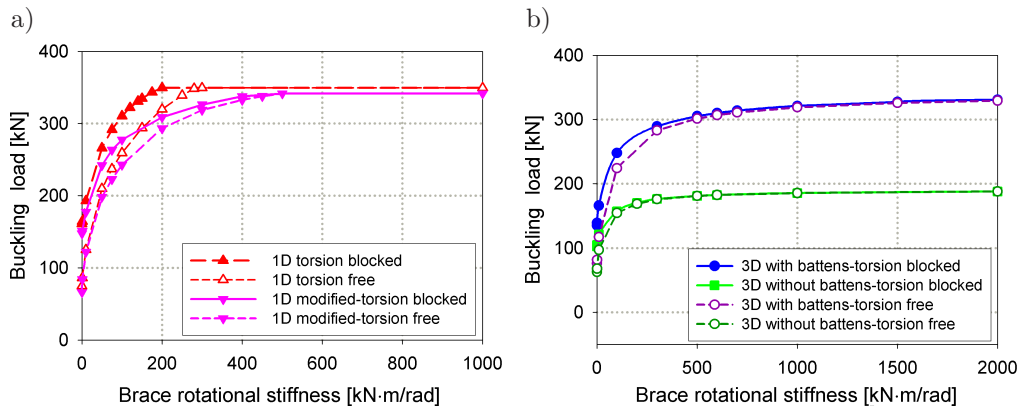 a)
Buckling load [kN]
400
300
200
100
0
1D torsion blocked
1D torsion free
1D modified-torsion blocked
1D modified-torsion free
0 200 400 600 800 1000
Brace rotational stiffness [kN·m/rad]
b)
Buckling load [kN]
400
300
200
100
0
3D with battens-torsion blocked
3D without battens-torsion blocked
3D with battens-torsion free
3D without battens-torsion free
0 500 1000 1500 2000
Brace rotational stiffness [kN·m/rad]